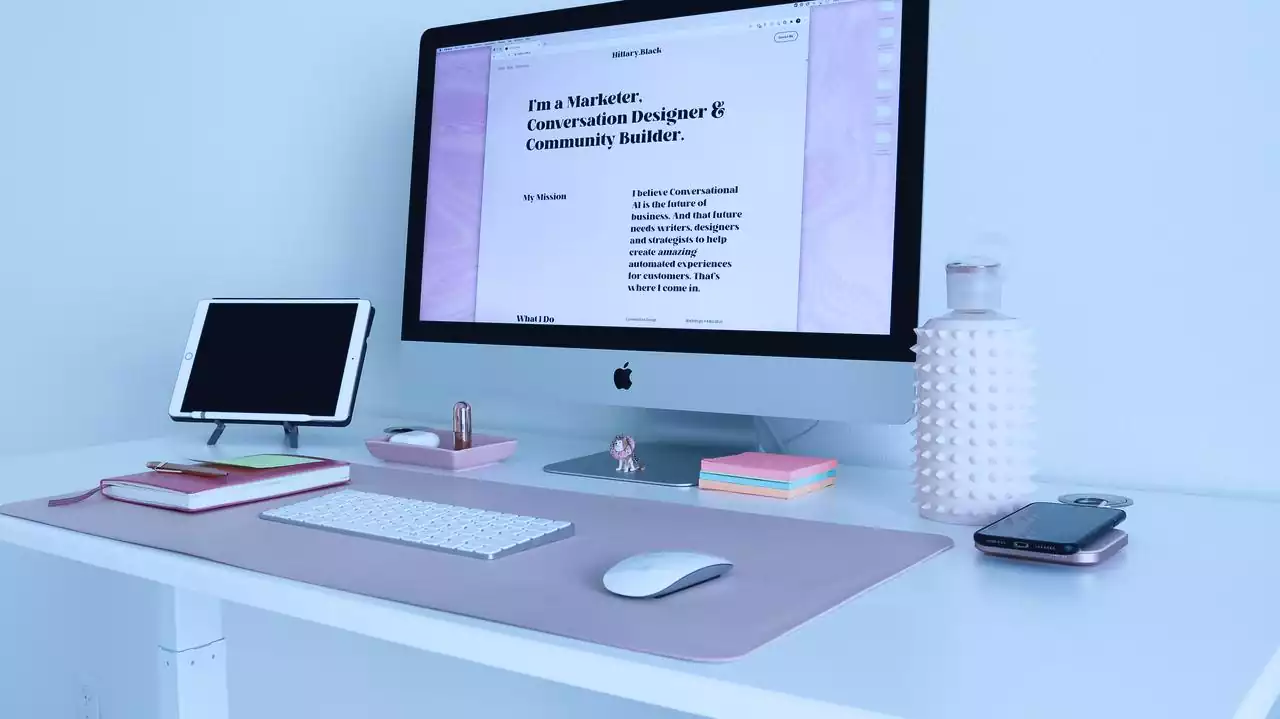 Hillary.Black
I'm a Marketer,
Conversation Designer &
Community Builder.
My Mission
I believe Conversational
AI is the future of
business. And that future
needs writers, designers
and strategists to help
create amazing
automated experiences
for customers. That's
where I come in.
What I Do